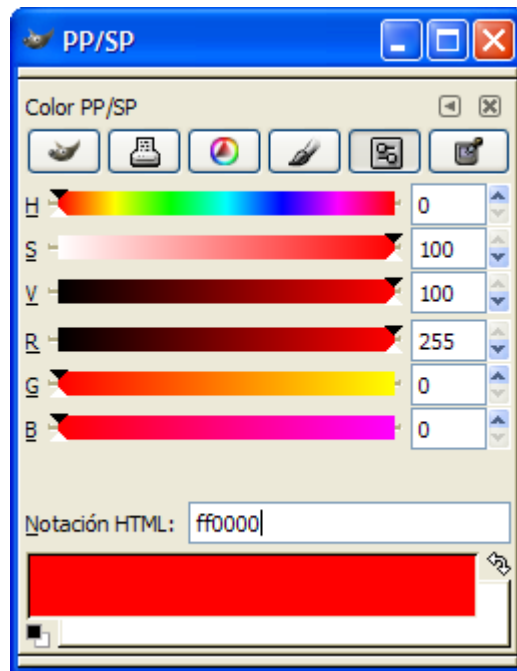 PP/SP
Color PP/SP
H 0
S 100
V 100
R 255
G 0
B 0
Notación HTML: ff0000